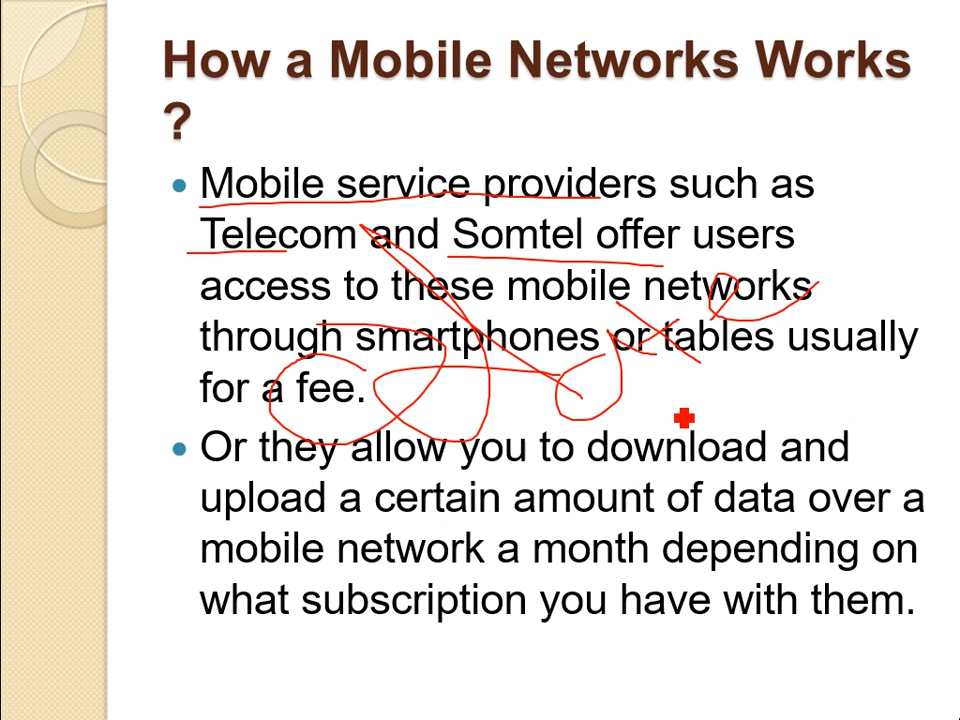 How a Mobile Networks Works
?
Mobile service providers such as
Telecom and Somtel offer users
access to these mobile networks
through smartphones or tables usually
for a fee.
Or they allow you to download and
upload a certain amount of data over a
mobile network a month depending on
what subscription you have with them.